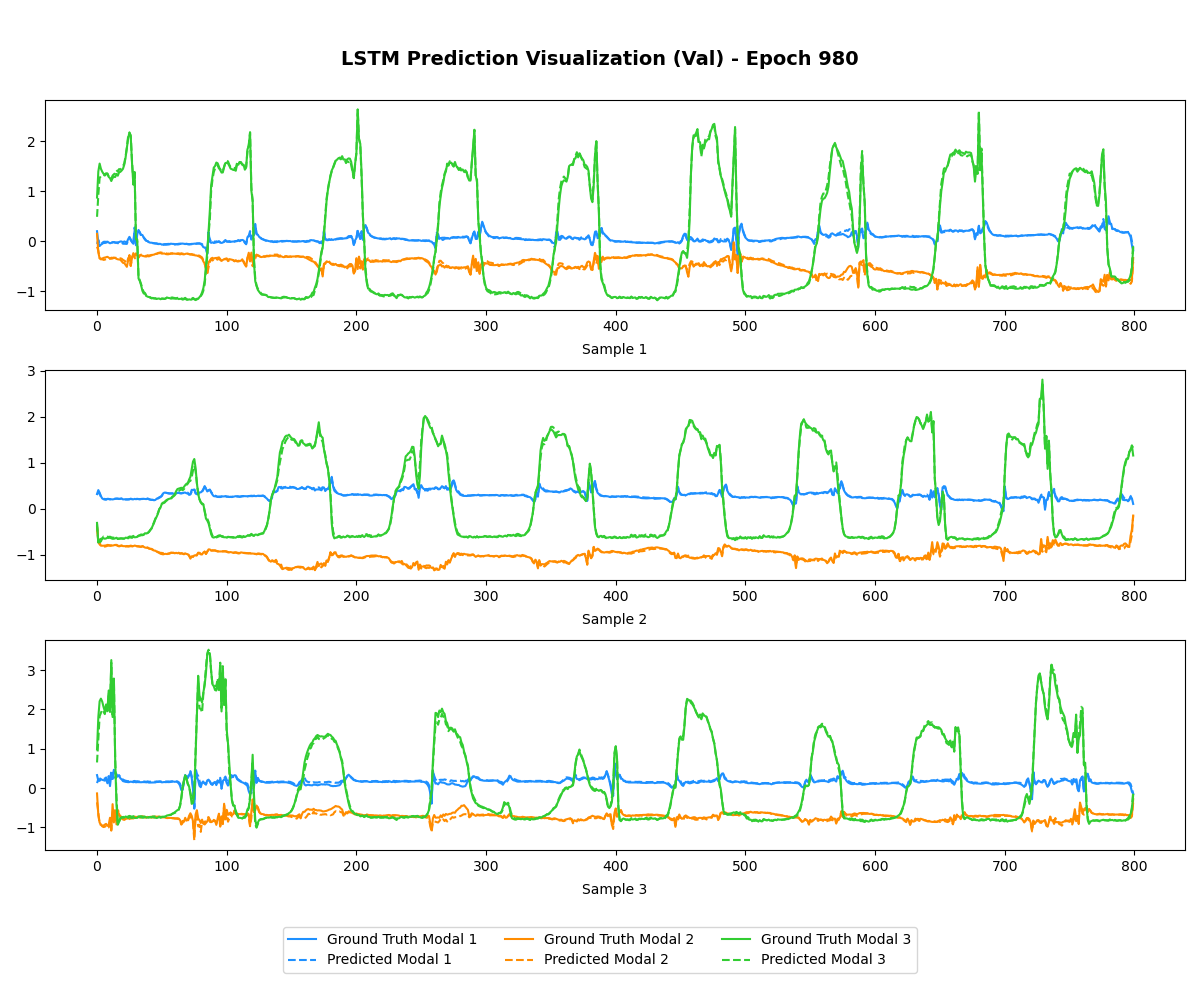 LSTM Prediction Visualization (Val) - Epoch 980
2
1
0
−1
0 100 200 300 400 500 600 700 800
Sample 1
3
2
1
0
−1
0 100 200 300 400 500 600 700 800
Sample 2
3
2
1
0
−1
0 100 200 300 400 500 600 700 800
Sample 3
Ground Truth Modal 1 Ground Truth Modal 2 Ground Truth Modal 3
Predicted Modal 1 Predicted Modal 2 Predicted Modal 3